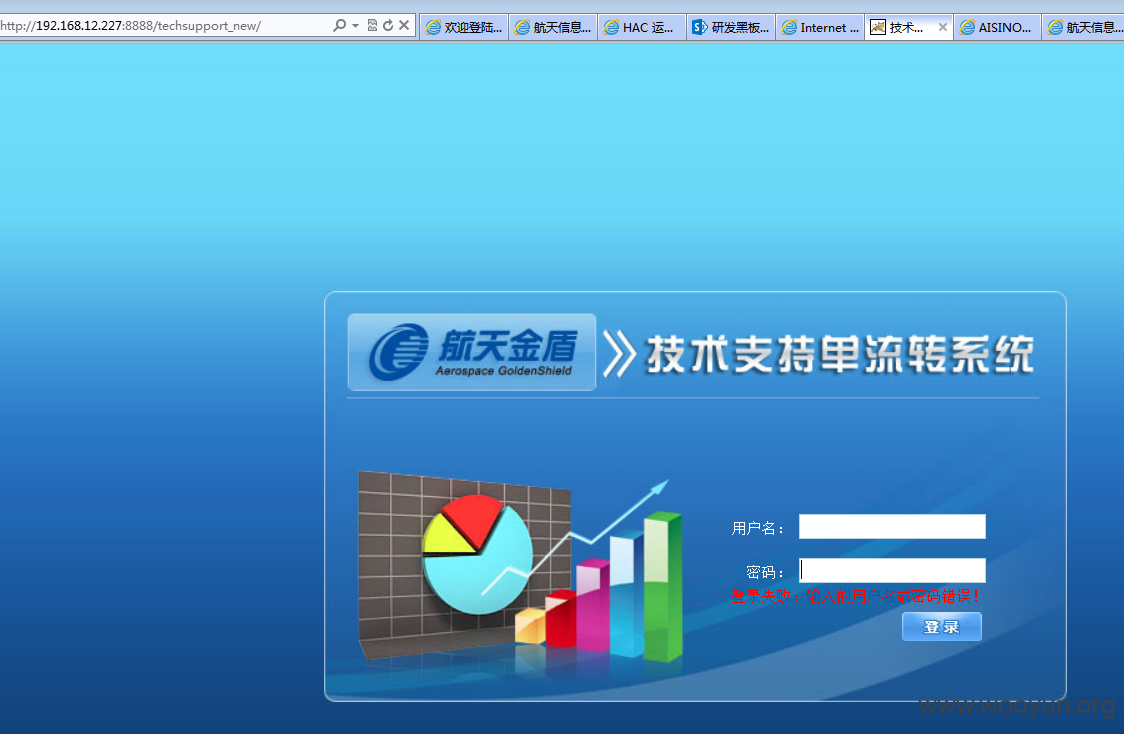 http://192.168.12.227:8888/techsupport_new/
欢迎登陆...
航天信息...
HAC 运...
研发黑板...
Internet ...
技术...
AISINO...
航天信息...
航天金盾
Aerospace GoldenShield
技术支持单流转系统
用户名：
密码：
登录失败：输入的用户名或密码错误！
登录
www.wooyun.org